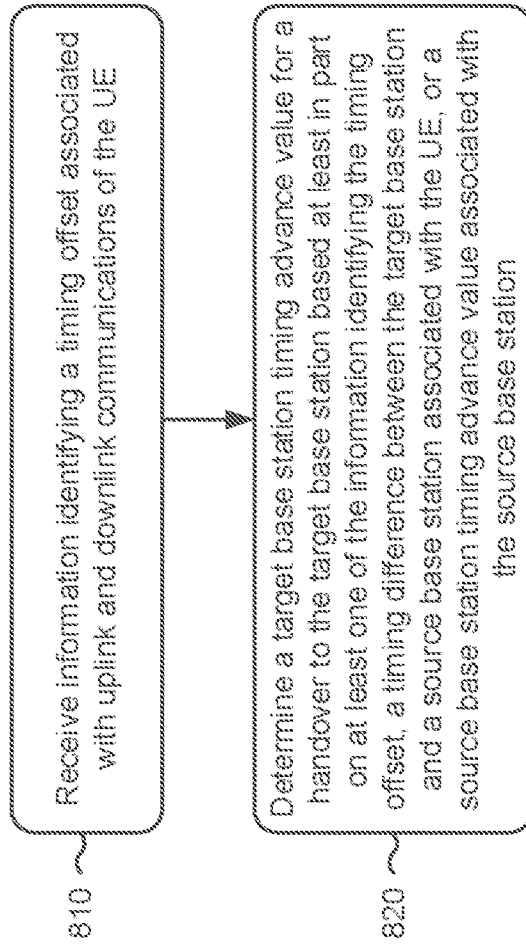 810
Receive information identifying a timing offset associated
with uplink and downlink communications of the UE
820
Determine a target base station timing advance value for a
handover to the target base station based at least in part
on at least one of the information identifying the timing
offset, a timing difference between the target base station
and a source base station associated with the UE, or a
source base station timing advance value associated with
the source base station